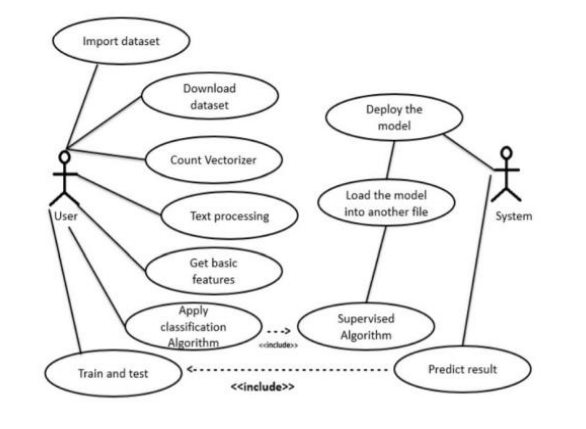 Import dataset
Download
dataset
Deploy the
model
Count Vectorizer
User
System
Load the model
into another file
Text processing
Get basic
features
Apply
classification
Algorithm
Supervised
Algorithm
<<include>>
Train and test
Predict result
<<include>>